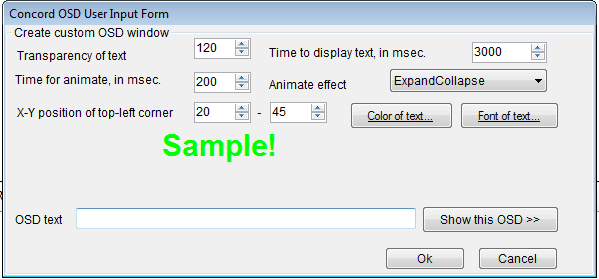 Concord OSD User Input Form
Create custom OSD window
Transparency of text 120 Time to display text, in msec. 3000
Time for animate, in msec. 200 Animate effect ExpandCollapse
X-Y position of top-left corner 20 - 45 Color of text... Font of text...
Sample!
OSD text Show this OSD >>
Ok Cancel